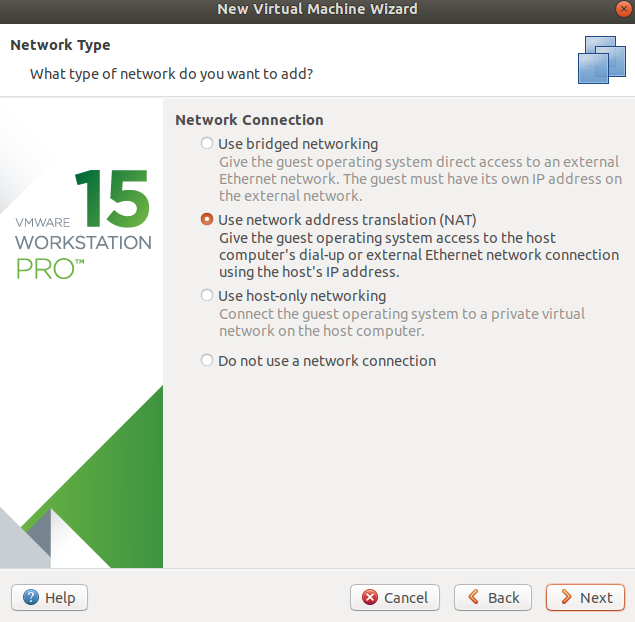 New Virtual Machine Wizard
Network Type
What type of network do you want to add?
15
VMWARE
WORKSTATION
PRO™
Network Connection
Use bridged networking
Give the guest operating system direct access to an external
Ethernet network. The guest must have its own IP address on
the external network.
Use network address translation (NAT)
Give the guest operating system access to the host
computer's dial-up or external Ethernet network connection
using the host's IP address.
Use host-only networking
Connect the guest operating system to a private virtual
network on the host computer.
Do not use a network connection
Help
Cancel
Back
Next